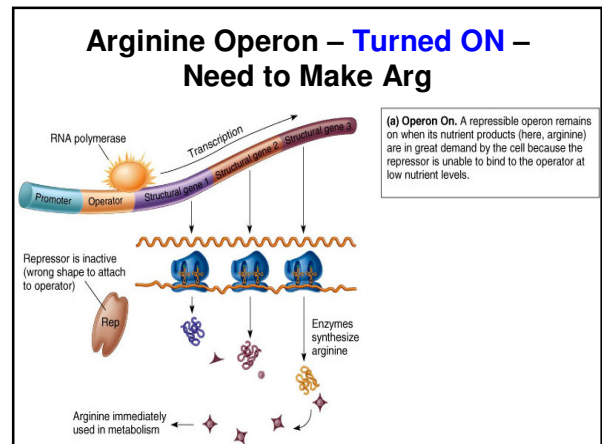 Arginine Operon – Turned ON –
Need to Make Arg
(a) Operon On. A repressible operon remains
on when its nutrient products (here, arginine)
are in great demand by the cell because the
repressor is unable to bind to the operator at
low nutrient levels.
RNA polymerase
Transcription
Promoter
Operator
Structural gene 1
Structural gene 2
Structural gene 3
Repressor is inactive
(wrong shape to attach
to operator)
Rep
Enzymes
synthesize
arginine
Arginine immediately
used in metabolism